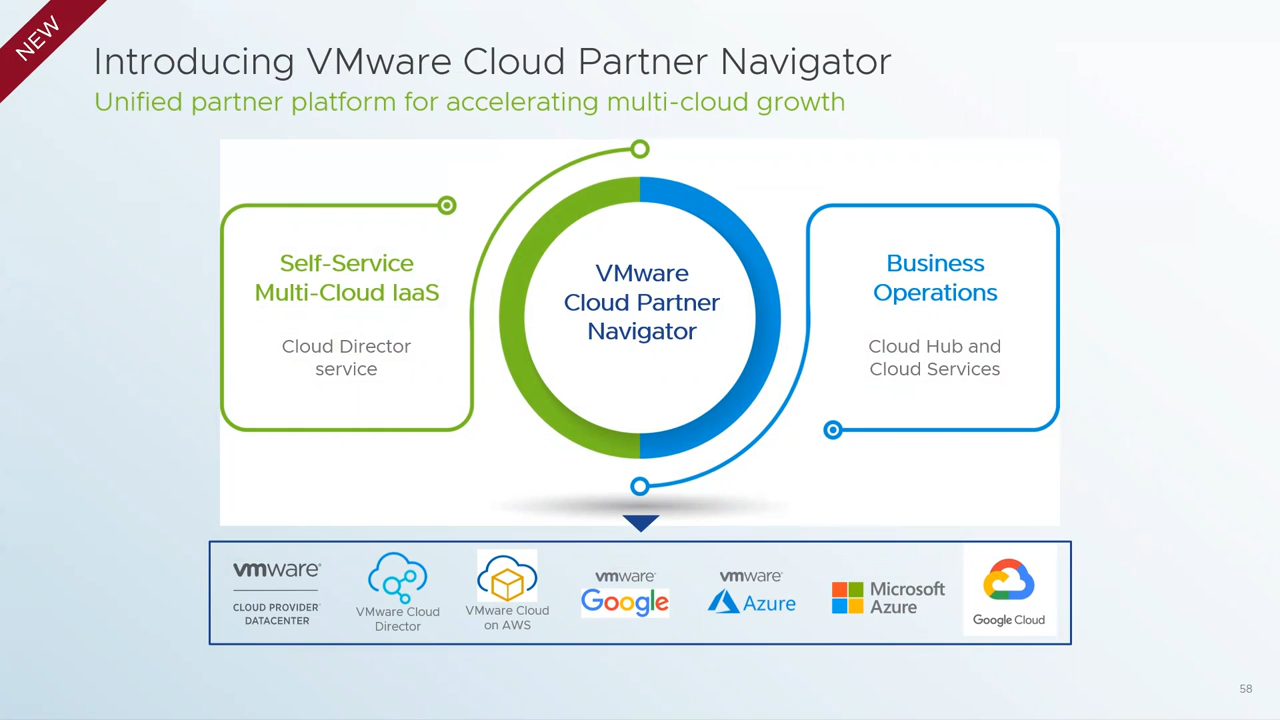 NEW
Introducing VMware Cloud Partner Navigator
Unified partner platform for accelerating multi-cloud growth
Self-Service
Multi-Cloud IaaS
Cloud Director
service
VMware
Cloud Partner
Navigator
Business
Operations
Cloud Hub and
Cloud Services
vmware®
CLOUD PROVIDER
DATACENTER
VMware Cloud
Director
VMware Cloud
on AWS
vmware®
Google
vmware®
Azure
Microsoft
Azure
Google Cloud
58